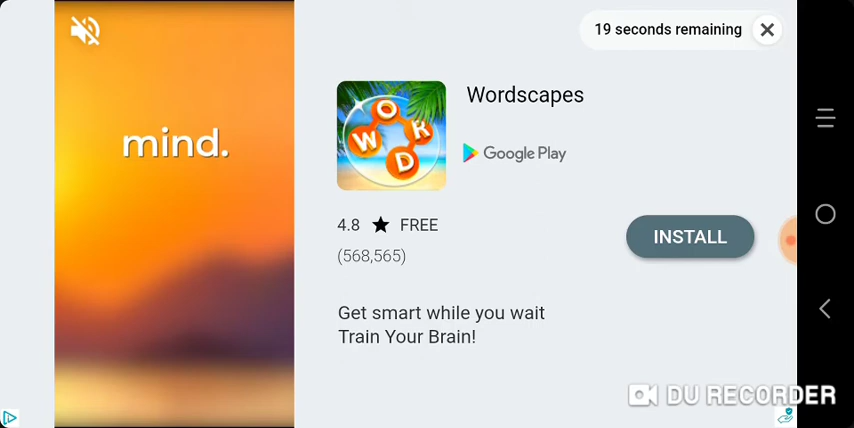 19 seconds remaining
mind.
Wordscapes
W O R D
Google Play
4.8 FREE
(568,565)
INSTALL
Get smart while you wait
Train Your Brain!
DU RECORDER